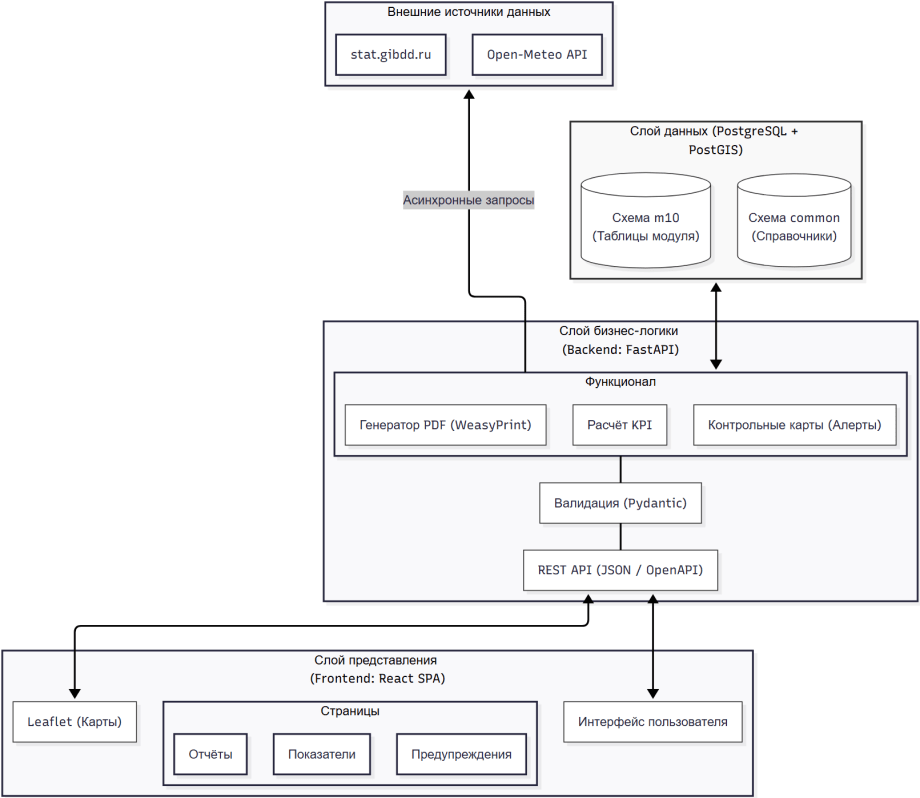 Внешние источники данных
stat.gibdd.ru
Open-Meteo API
Слой данных (PostgreSQL +
PostGIS)
Асинхронные запросы
Схема m10
(Таблицы модуля)
Схема common
(Справочники)
Слой бизнес-логики
(Backend: FastAPI)
Функционал
Генератор PDF (WeasyPrint)
Расчёт KPI
Контрольные карты (Алерты)
Валидация (Pydantic)
REST API (JSON / OpenAPI)
Слой представления
(Frontend: React SPA)
Leaflet (Карты)
Страницы
Отчёты
Показатели
Предупреждения
Интерфейс пользователя